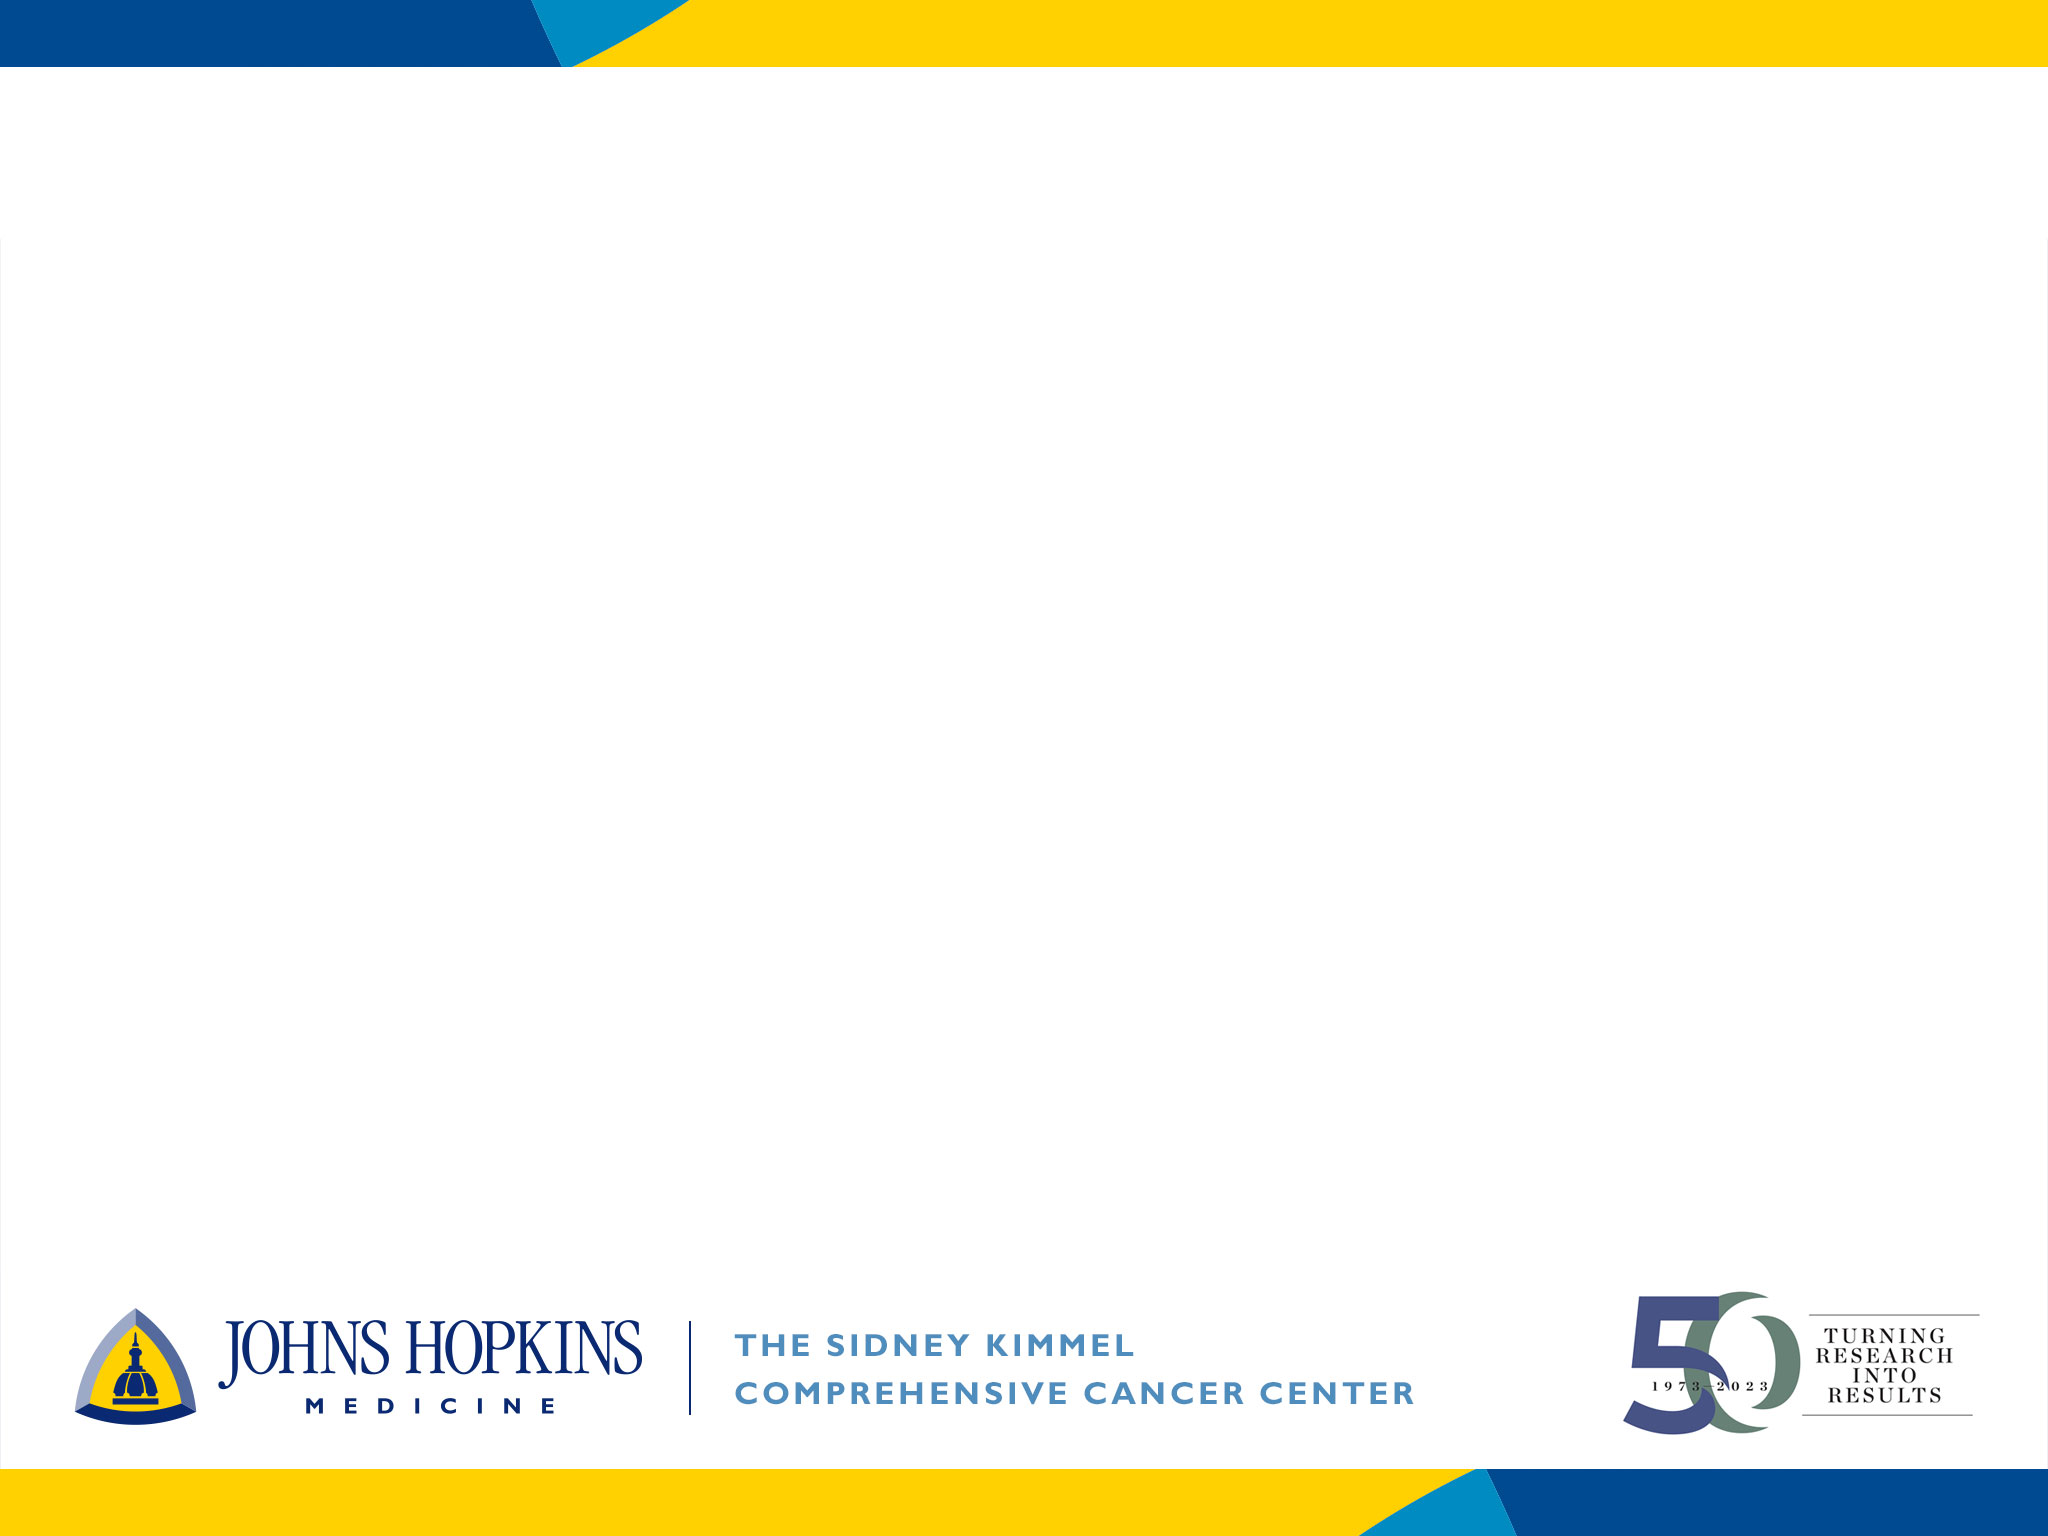 JOHNS HOPKINS
MEDICINE
THE SIDNEY KIMMEL
COMPREHENSIVE CANCER CENTER
50
1973–2023
TURNING
RESEARCH
INTO
RESULTS